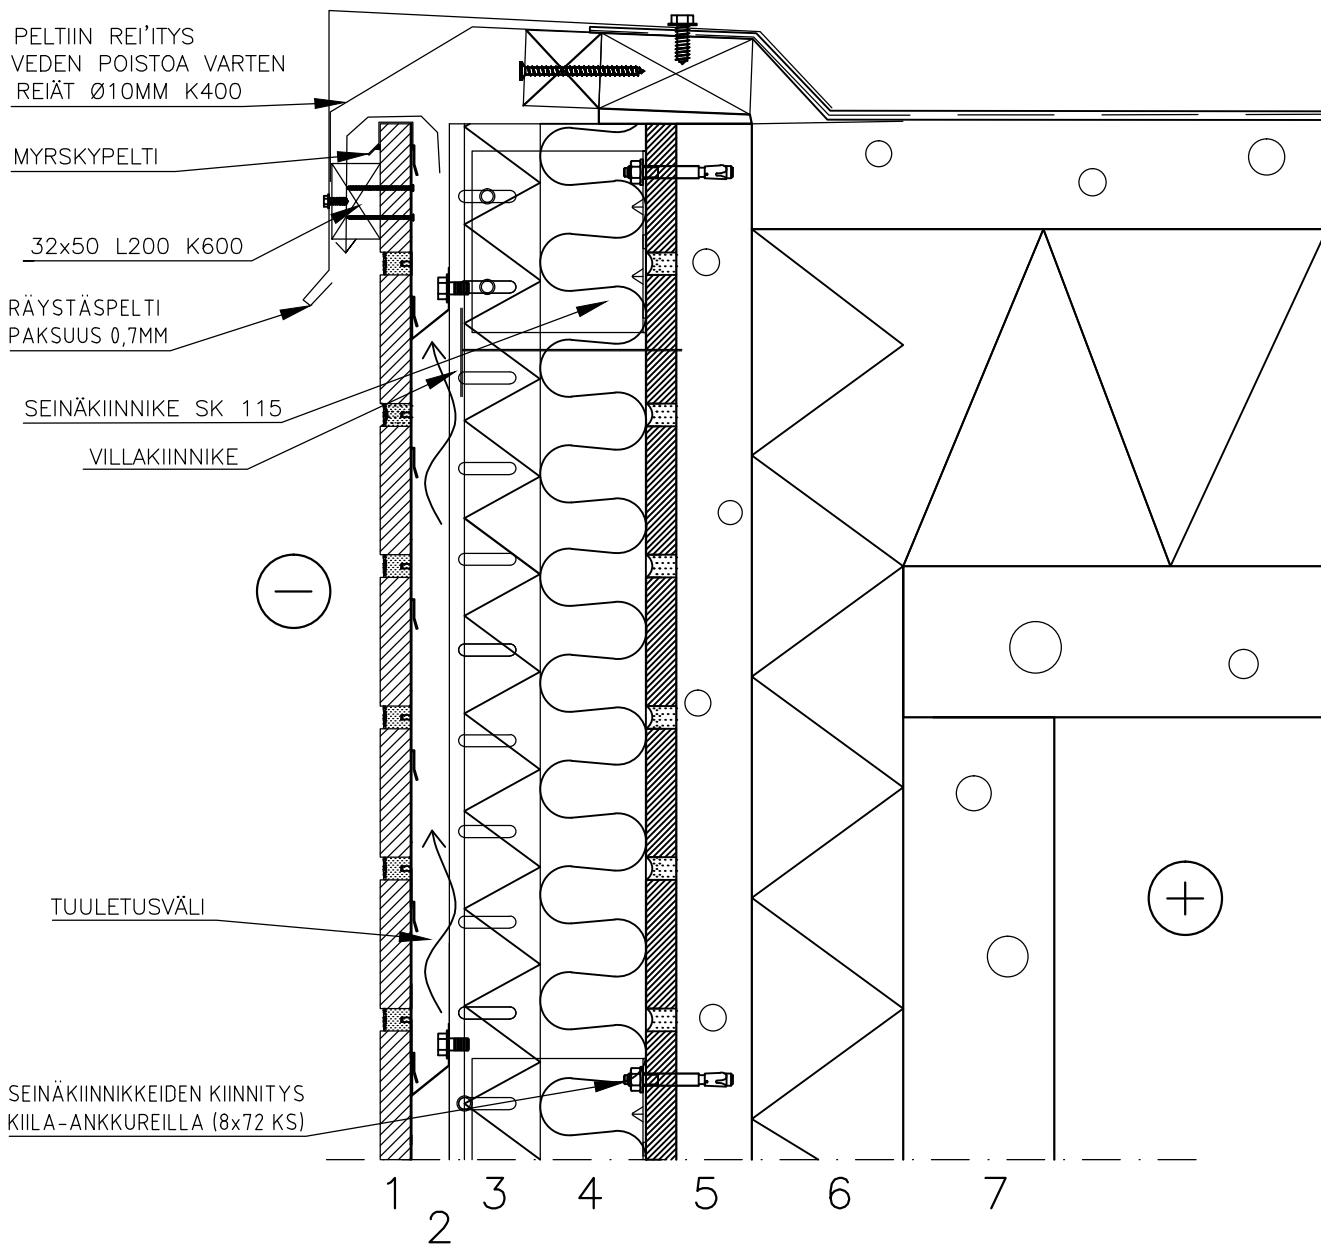 PELTIIN REI'ITYS
VEDEN POISTOA VARTEN
REIÄT Ø10MM K400
MYRSKYPELTI
32x50 L200 K600
RÄYSTÄSPELTI
PAKSUUS 0,7MM
SEINÄKIINNIKE SK 115
VILLAKIINNIKE
TUULETUSVÄLI
SEINÄKIINNIKKEIDEN KIINNITYS
KIILA-ANKKUREILLA (8x72 KS)
1 2 3 4 5 6 7